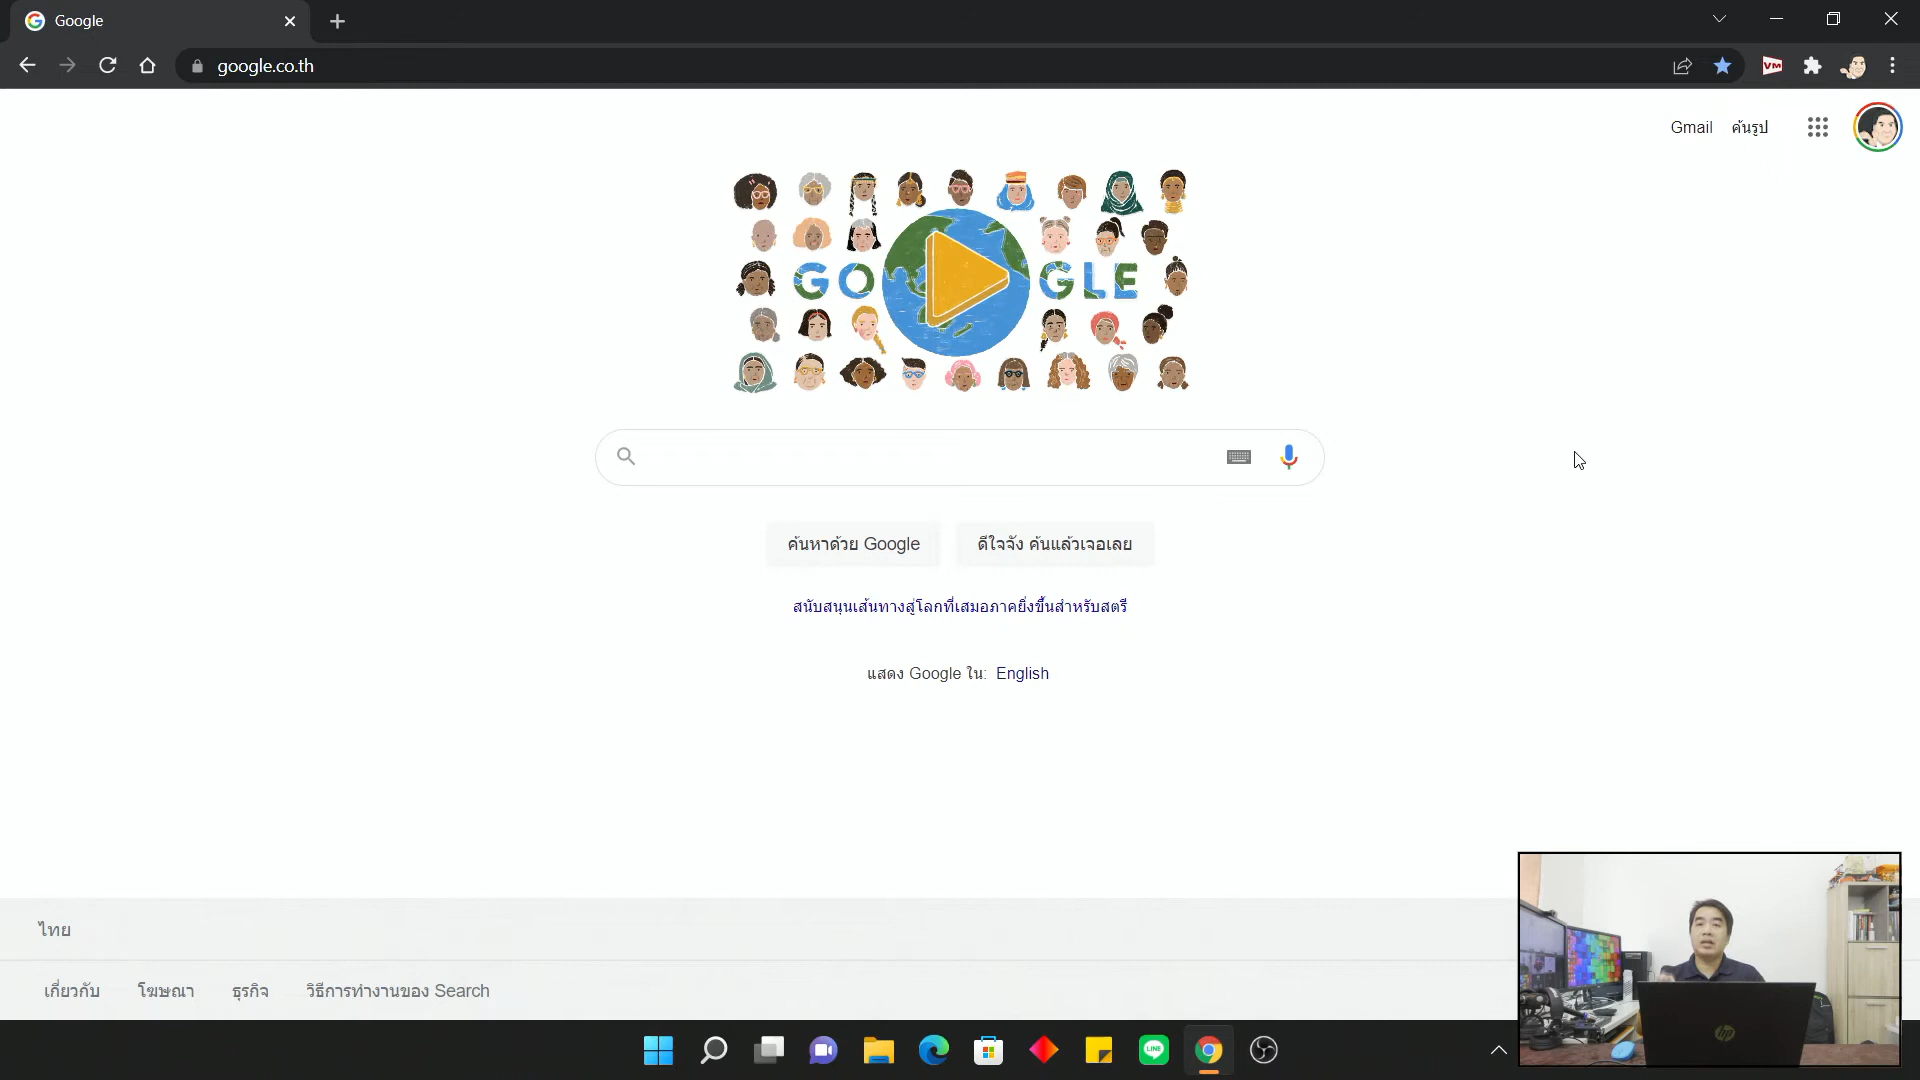 Google
google.co.th
VM
Gmail ค้นรูป
GO GLE
ค้นหาด้วย Google
ดีใจจัง ค้นแล้วเจอเลย
สนับสนุนเส้นทางสู่โลกที่เสมอภาคยิ่งขึ้นสำหรับสตรี
แสดง Google ใน: English
ไทย
เกี่ยวกับ โฆษณา ธุรกิจ วิธีการทำงานของ Search
LINE
hp